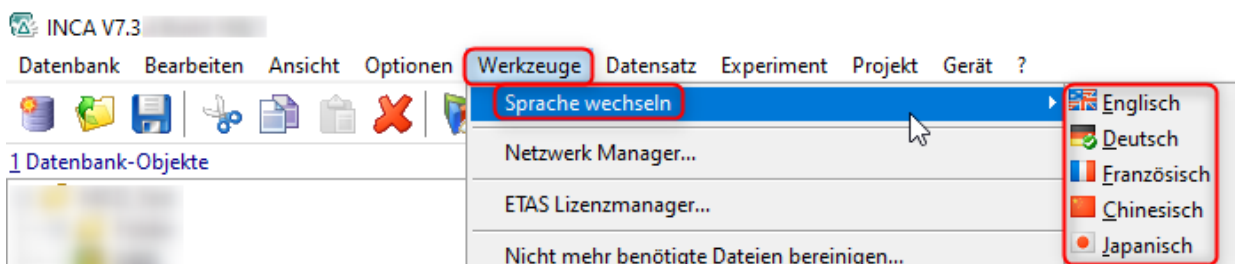 INCA V7.3
Datenbank Bearbeiten Ansicht Optionen Werkzeuge Datensatz Experiment Projekt Gerät ?
Sprache wechseln
Englisch
Deutsch
Französisch
Chinesisch
Japanisch
1 Datenbank-Objekte
Netzwerk Manager...
ETAS Lizenzmanager...
Nicht mehr benötigte Dateien bereinigen...